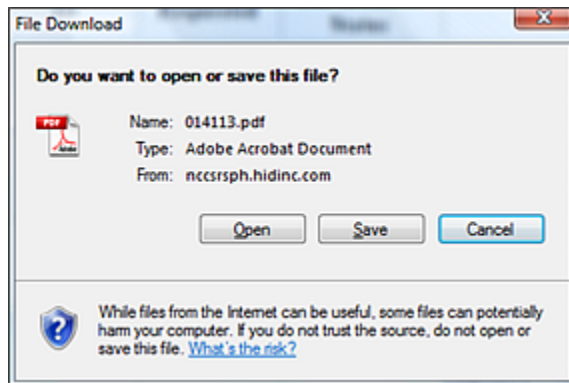 File Download
Do you want to open or save this file?
PDF
Adobe
Name: 014113.pdf
Type: Adobe Acrobat Document
From: nccsrsph.hidinc.com
Open Save Cancel
While files from the Internet can be useful, some files can potentially
harm your computer. If you do not trust the source, do not open or
save this file. What's the risk?